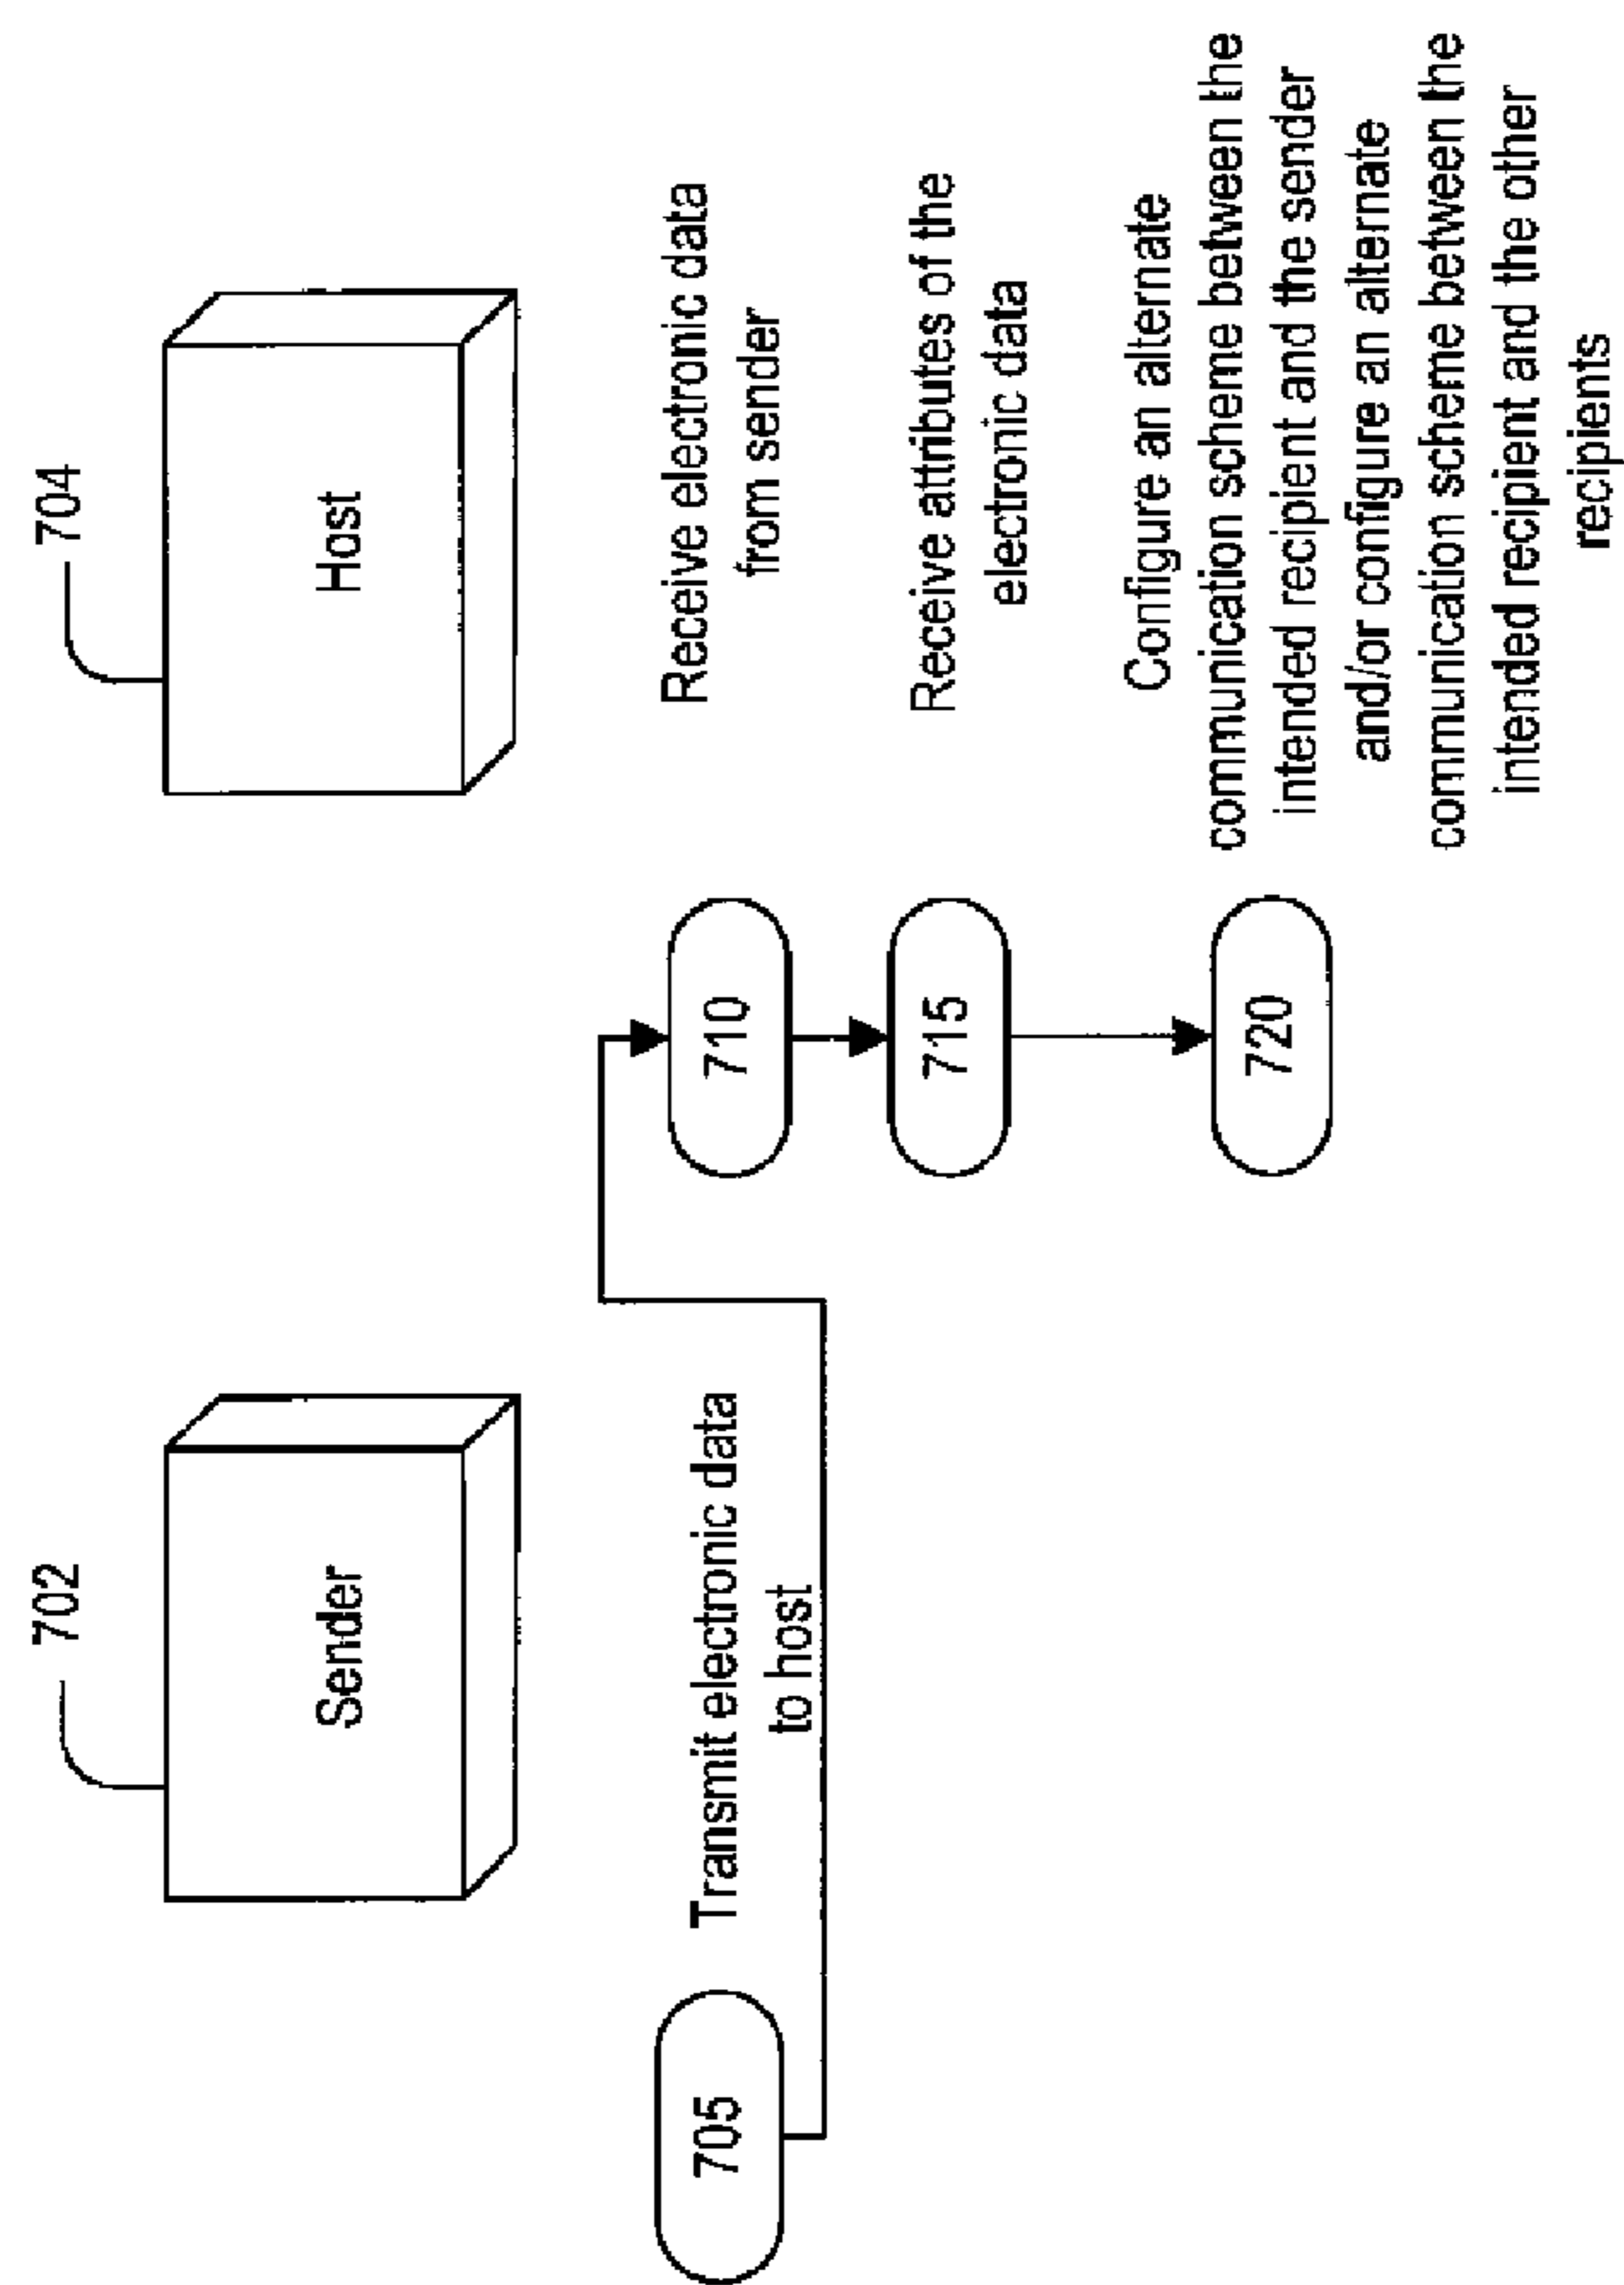 702
Sender
704
Host
705
Transmit electronic data
to host
710
Receive electronic data
from sender
715
Receive attributes of the
electronic data
720
Configure an alternate
communication scheme between the
intended recipient and the sender
and/or configure an alternate
communication scheme between the
intended recipient and the other
recipients